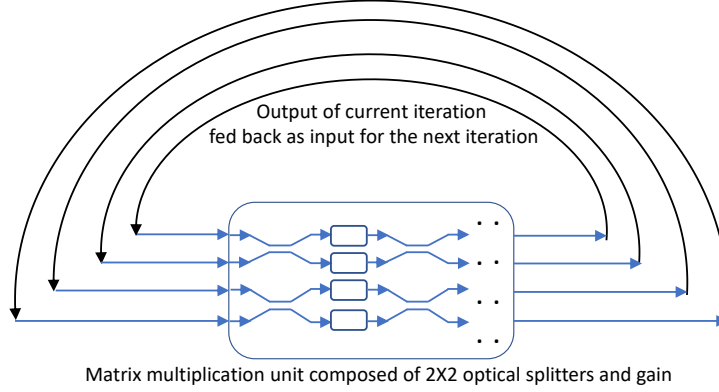 Output of current iteration
fed back as input for the next iteration
Matrix multiplication unit composed of 2X2 optical splitters and gain